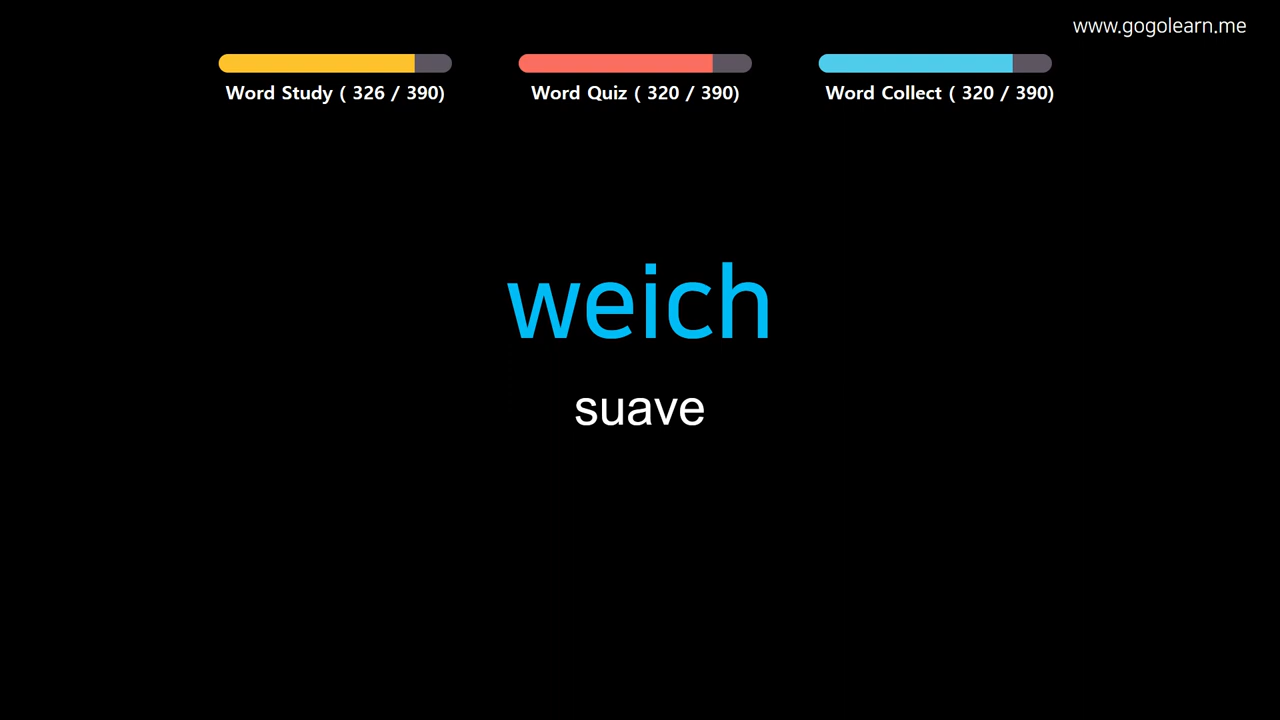 www.gogolearn.me
Word Study ( 326 / 390)
Word Quiz ( 320 / 390)
Word Collect ( 320 / 390)
weich
suave